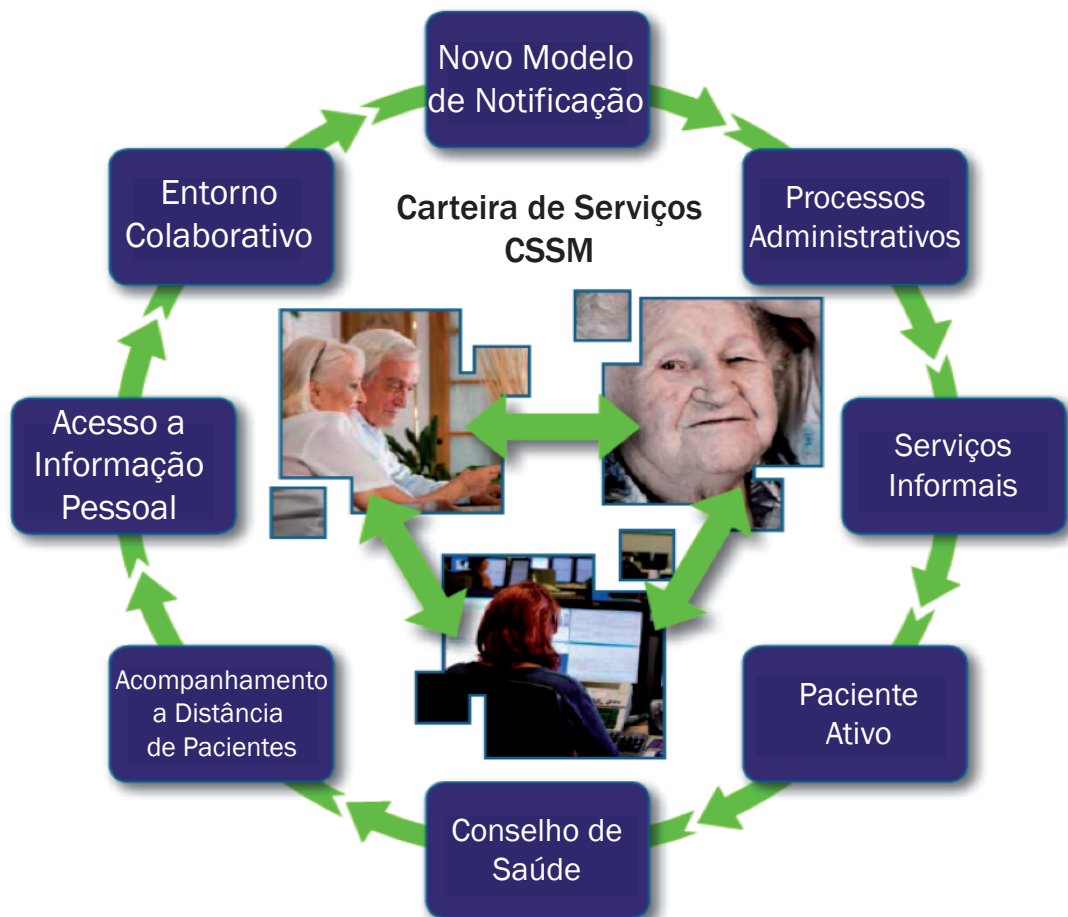 Novo Modelo
de Notificação
Processos
Administrativos
Serviços
Informais
Paciente
Ativo
Conselho de
Saúde
Acompanhamento
a Distância
de Pacientes
Acesso a
Informação
Pessoal
Entorno
Colaborativo
Carteira de Serviços
CSSM